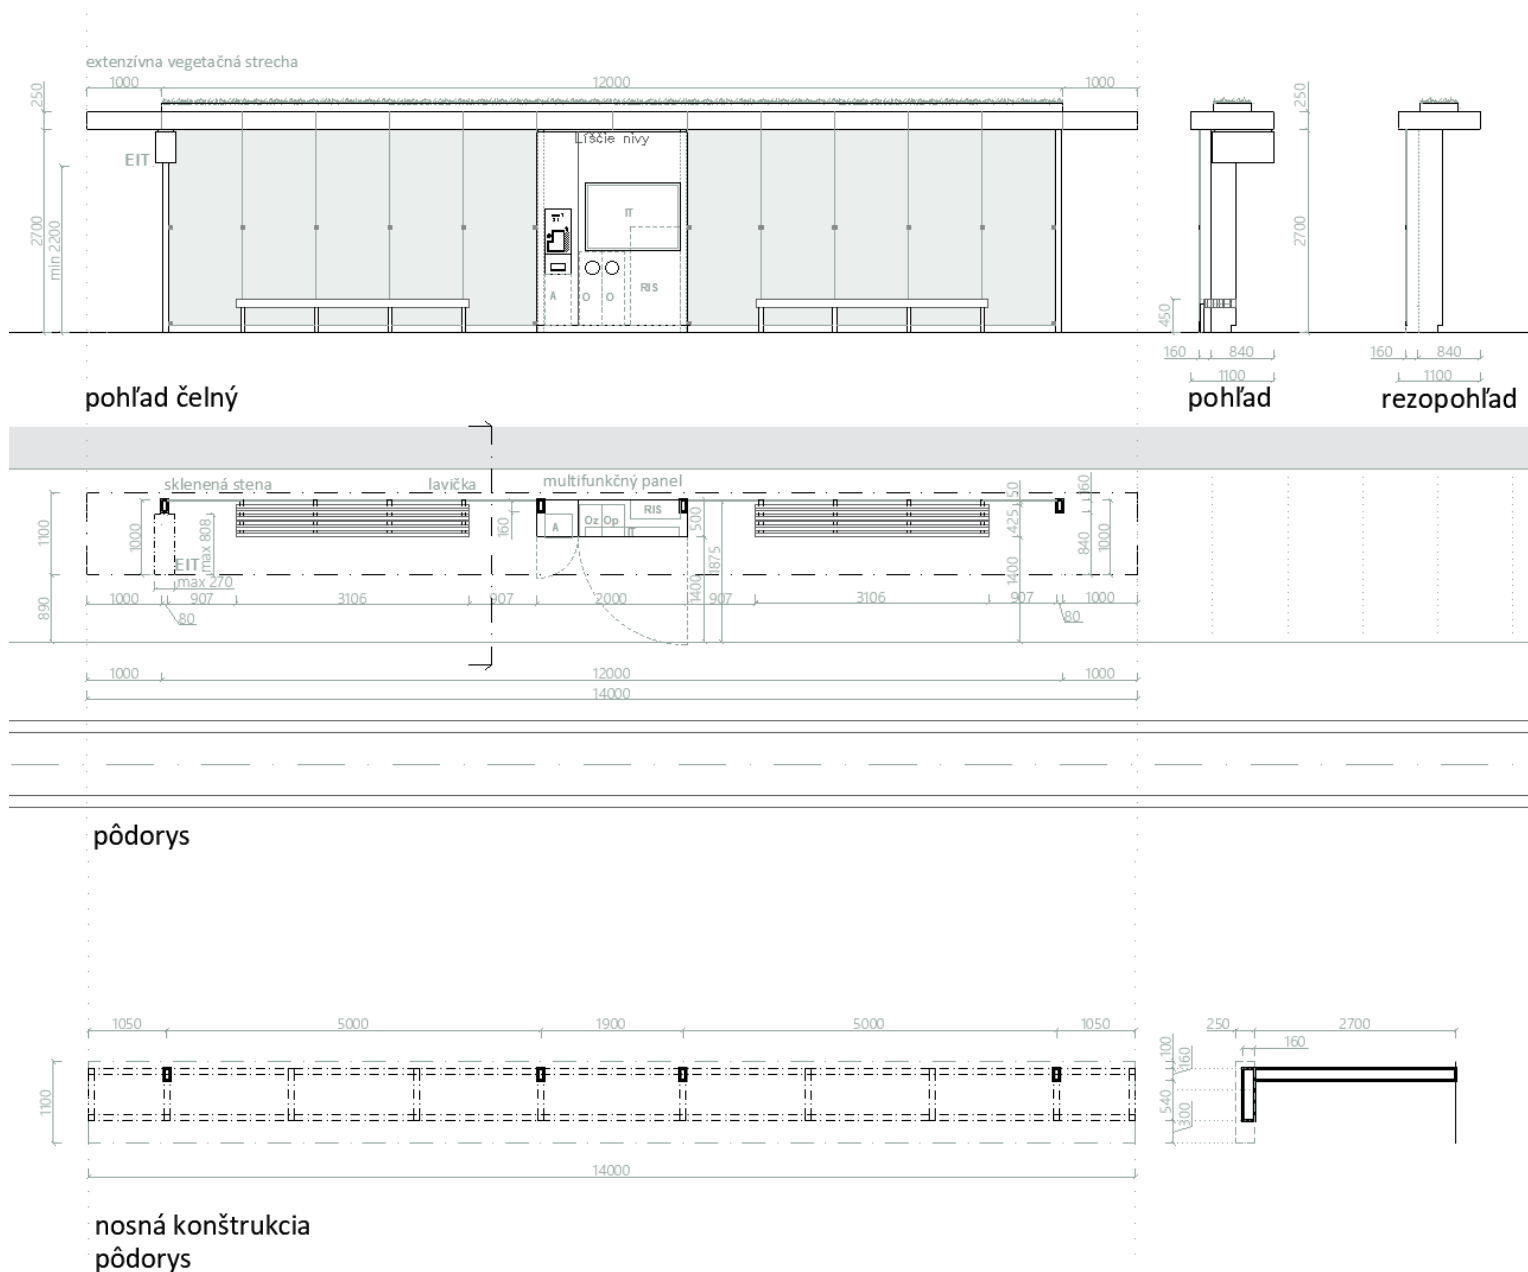 extenzívna vegetačná strecha
1000 12000 1000
250 250 250
Líščie nivy
EIT
IT
2700 min 2200 2700
A O O RIS
450
160 840 160 840
1100 1100
pohľad čelný pohľad rezopohľad
sklenená stena lavička multifunkčný panel
1100 1000 max 808 160 A Oz Op RIS IT 500 50 425 160 840 1000
EIT
max 270
1875 1400 1400
890 1000 907 3106 907 2000 907 3106 907 1000
80 80
1000 12000 1000
14000
pôdorys
1050 5000 1900 5000 1050 250 2700
160
1100 100 160 540 300
14000
nosná konštrukcia
pôdorys